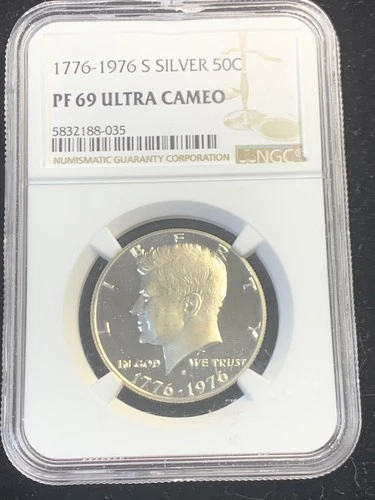 1776-1976 S SILVER 50C
PF 69 ULTRA CAMEO
5832188-035
NUMISMATIC GUARANTY CORPORATION
NGC
LIBERTY
IN GOD WE TRUST
S
1776-1976